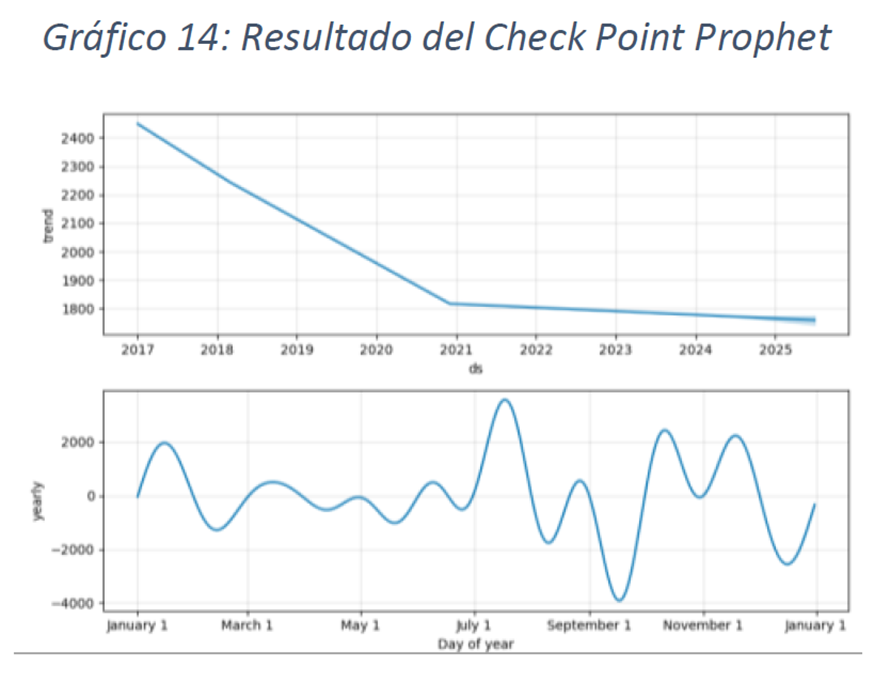 Gráfico 14: Resultado del Check Point Prophet
2400
2300
2200
2100
2000
1900
1800
trend
2017 2018 2019 2020 2021 2022 2023 2024 2025
ds
2000
0
−2000
−4000
yearly
January 1 March 1 May 1 July 1 September 1 November 1 January 1
Day of year